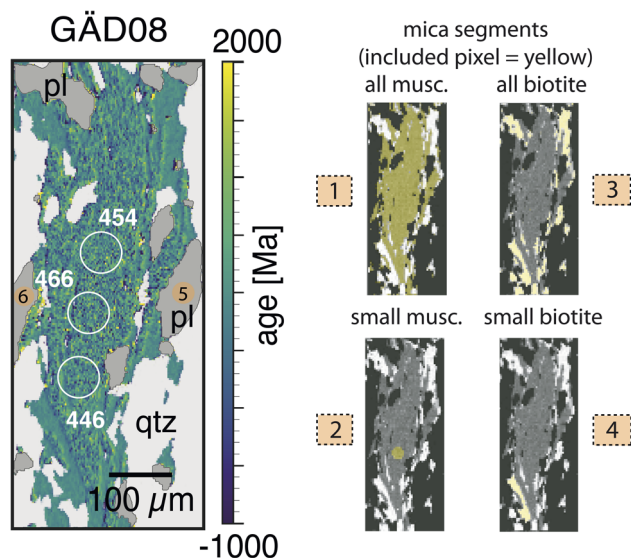 GÄD08
2000
-1000
age [Ma]
pl
454
466
6
5
pl
446
qtz
100 µm
mica segments
(included pixel = yellow)
all musc.
all biotite
1
3
small musc.
small biotite
2
4